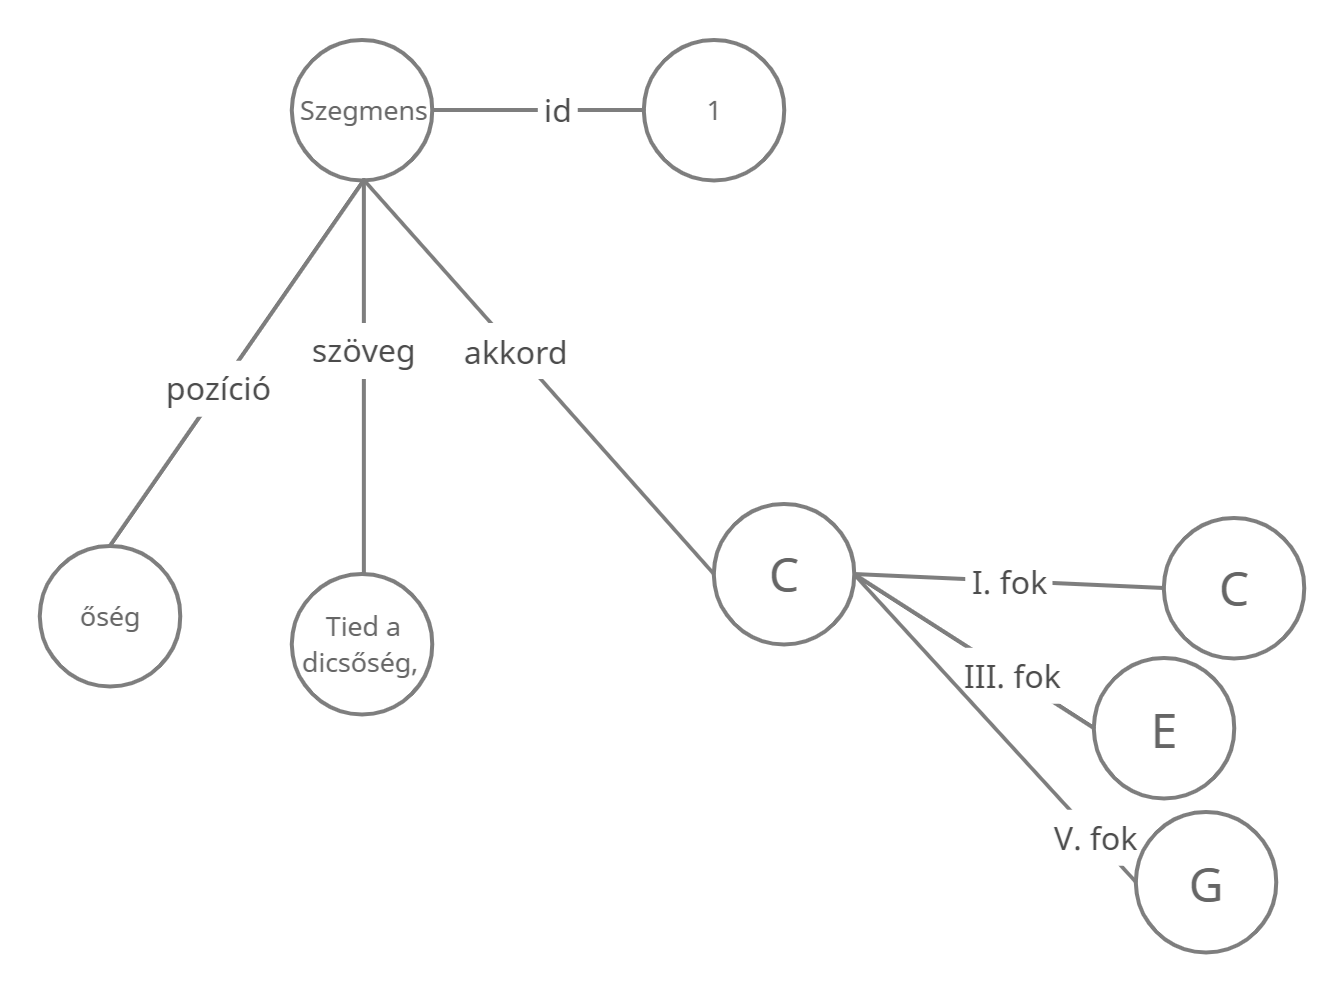 Szegmens
id
1
pozíció
szöveg
akkord
őség
Tied a
dicsőség,
C
I. fok
C
III. fok
E
V. fok
G